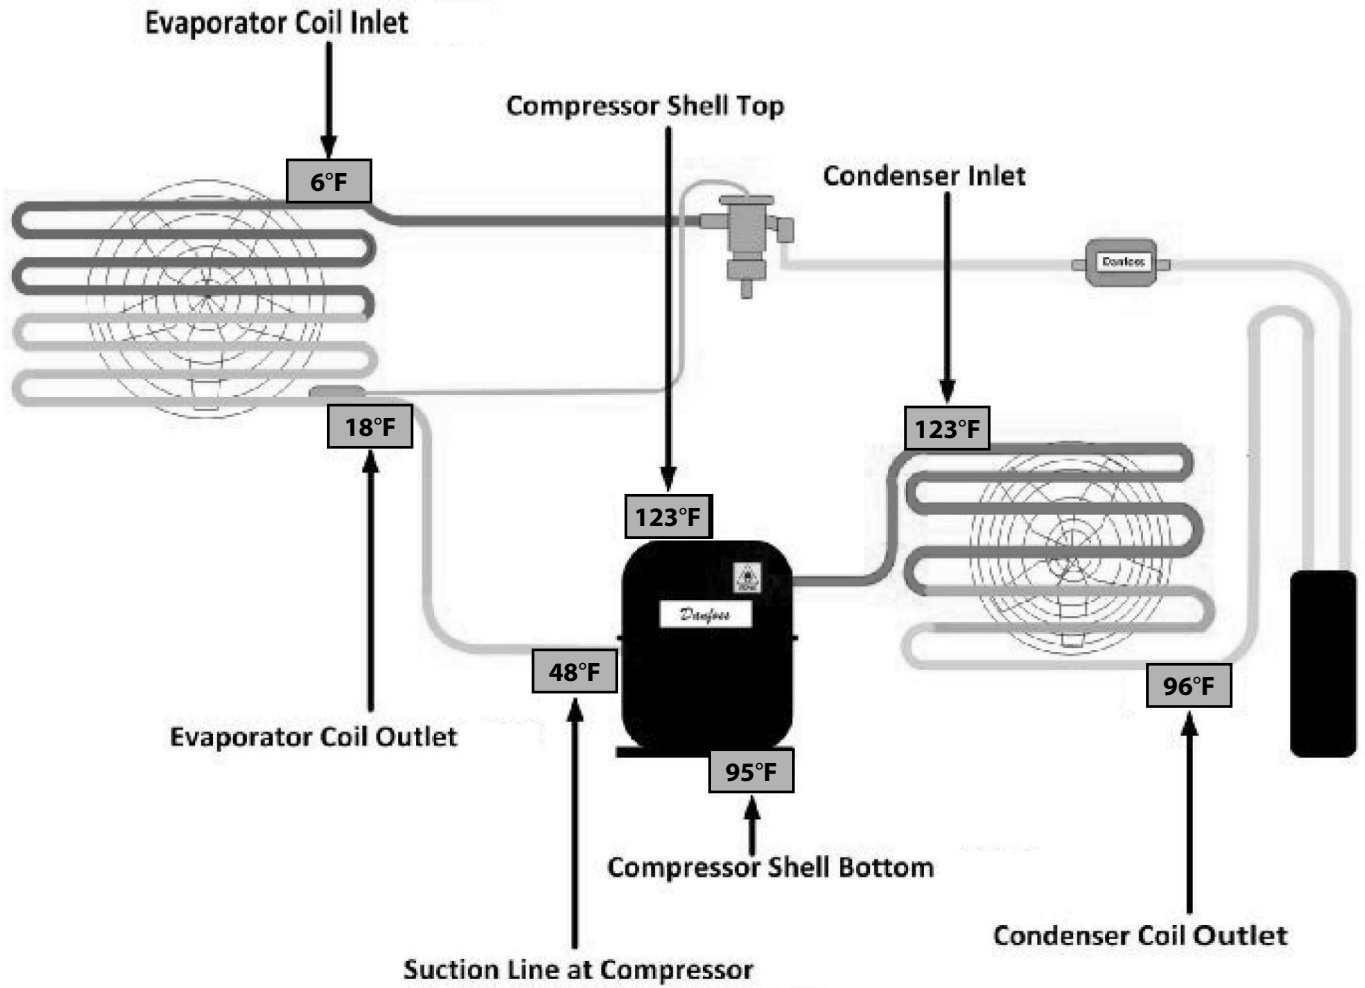 Evaporator Coil Inlet
Compressor Shell Top
6°F
Condenser Inlet
Danfoss
18°F
123°F
123°F
Danfoss
48°F
96°F
Evaporator Coil Outlet
95°F
Compressor Shell Bottom
Condenser Coil Outlet
Suction Line at Compressor